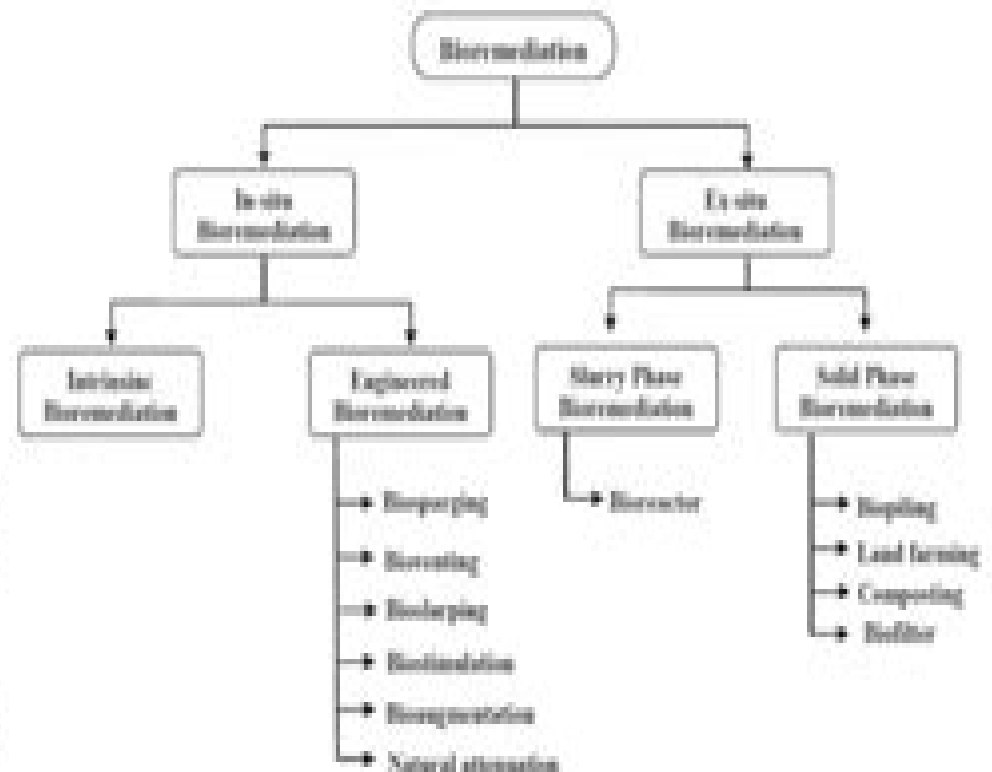 Bioremediation
In-situ
Bioremediation
Ex-situ
Bioremediation
Intrinsic
Bioremediation
Engineered
Bioremediation
Slurry Phase
Bioremediation
Solid Phase
Bioremediation
Biosparging
Bioventing
Bioslurping
Biostimulation
Bioaugmentation
Natural attenuation
Bioreactor
Biopiling
Land farming
Composting
Biofilter